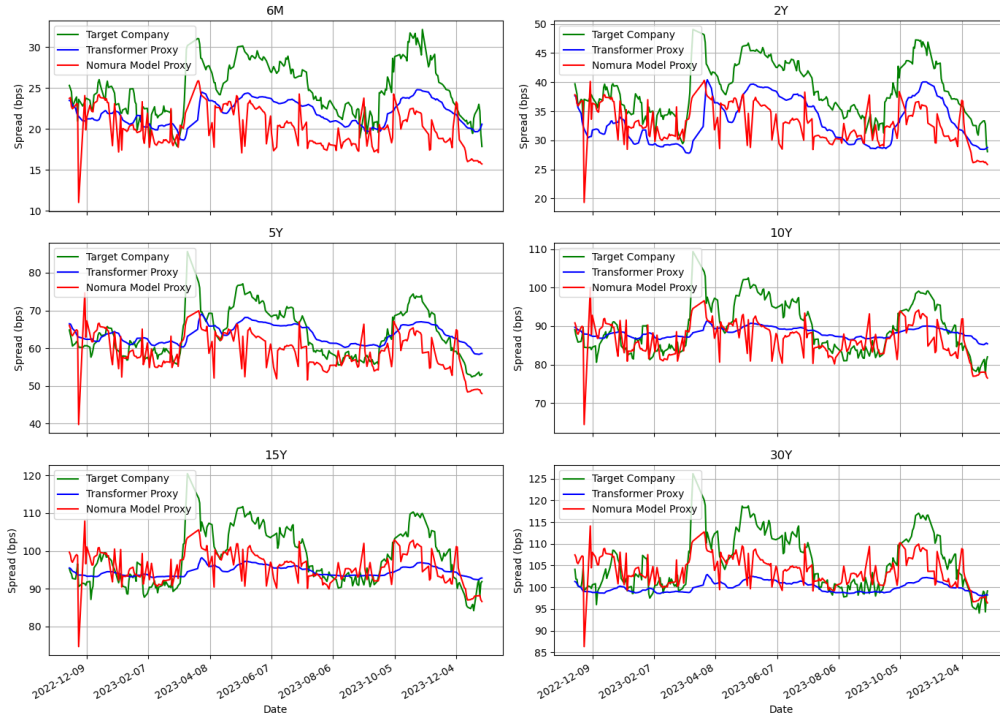 6M
Spread (bps)
30
25
20
15
10
Target Company
Transformer Proxy
Nomura Model Proxy
2Y
Spread (bps)
50
45
40
35
30
25
20
Target Company
Transformer Proxy
Nomura Model Proxy
5Y
Spread (bps)
80
70
60
50
40
Target Company
Transformer Proxy
Nomura Model Proxy
10Y
Spread (bps)
110
100
90
80
70
Target Company
Transformer Proxy
Nomura Model Proxy
15Y
Spread (bps)
120
110
100
90
80
Target Company
Transformer Proxy
Nomura Model Proxy
2022-12-09
2023-02-07
2023-04-08
2023-06-07
2023-08-06
2023-10-05
2023-12-04
Date
30Y
Spread (bps)
125
120
115
110
105
100
95
90
85
Target Company
Transformer Proxy
Nomura Model Proxy
2022-12-09
2023-02-07
2023-04-08
2023-06-07
2023-08-06
2023-10-05
2023-12-04
Date